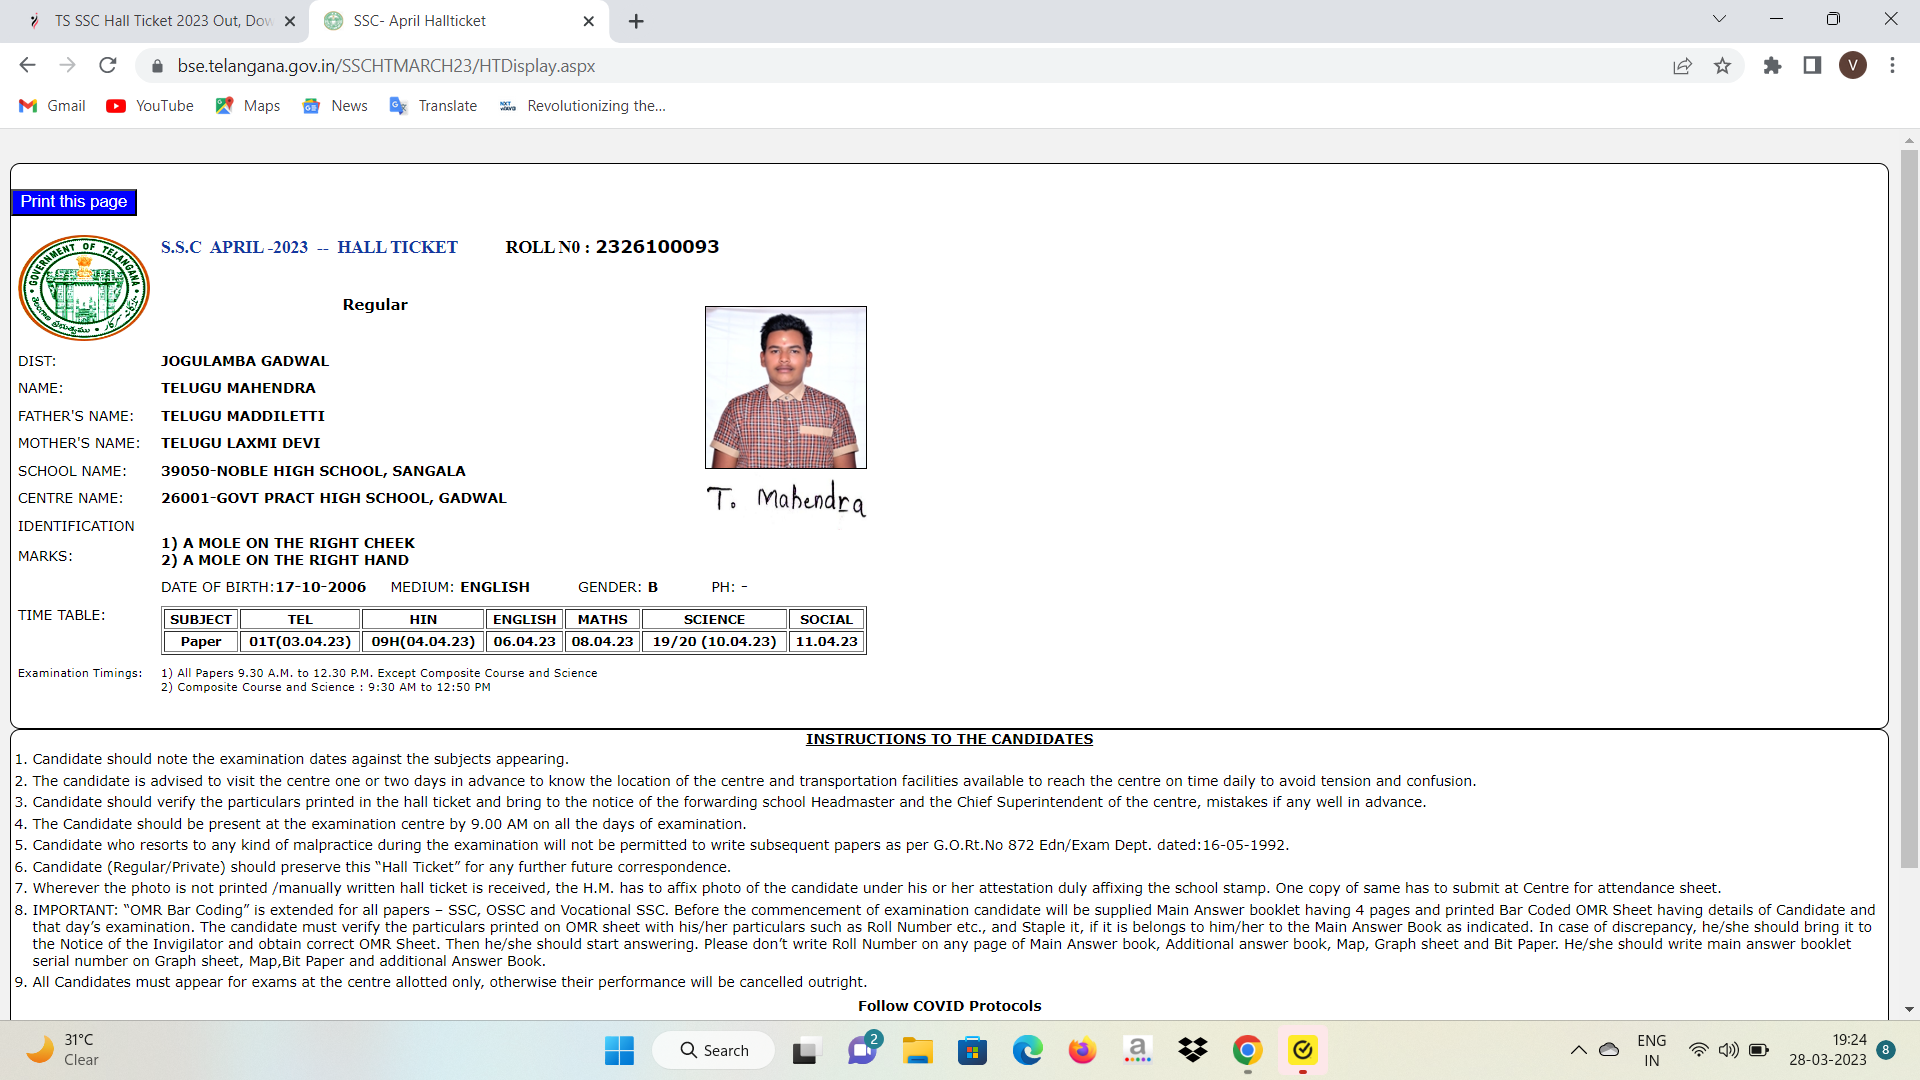 TS SSC Hall Ticket 2023 Out, Dow
SSC- April Hallticket
bse.telangana.gov.in/SSCHTMARCH23/HTDisplay.aspx
V
Gmail YouTube Maps News Translate Revolutionizing the...
Print this page
GOVERNMENT OF TELANGANA
S.S.C APRIL -2023 -- HALL TICKET ROLL N0 : 2326100093
Regular
DIST: JOGULAMBA GADWAL
NAME: TELUGU MAHENDRA
FATHER'S NAME: TELUGU MADDILETTI
MOTHER'S NAME: TELUGU LAXMI DEVI
SCHOOL NAME: 39050-NOBLE HIGH SCHOOL, SANGALA
CENTRE NAME: 26001-GOVT PRACT HIGH SCHOOL, GADWAL
T. Mahendra
IDENTIFICATION
MARKS:
1) A MOLE ON THE RIGHT CHEEK
2) A MOLE ON THE RIGHT HAND
DATE OF BIRTH:17-10-2006 MEDIUM: ENGLISH GENDER: B PH: -
TIME TABLE:
SUBJECT TEL HIN ENGLISH MATHS SCIENCE SOCIAL
Paper 01T(03.04.23) 09H(04.04.23) 06.04.23 08.04.23 19/20 (10.04.23) 11.04.23
Examination Timings: 1) All Papers 9.30 A.M. to 12.30 P.M. Except Composite Course and Science
2) Composite Course and Science : 9:30 AM to 12:50 PM
INSTRUCTIONS TO THE CANDIDATES
1. Candidate should note the examination dates against the subjects appearing.
2. The candidate is advised to visit the centre one or two days in advance to know the location of the centre and transportation facilities available to reach the centre on time daily to avoid tension and confusion.
3. Candidate should verify the particulars printed in the hall ticket and bring to the notice of the forwarding school Headmaster and the Chief Superintendent of the centre, mistakes if any well in advance.
4. The Candidate should be present at the examination centre by 9.00 AM on all the days of examination.
5. Candidate who resorts to any kind of malpractice during the examination will not be permitted to write subsequent papers as per G.O.Rt.No 872 Edn/Exam Dept. dated:16-05-1992.
6. Candidate (Regular/Private) should preserve this “Hall Ticket” for any further future correspondence.
7. Wherever the photo is not printed /manually written hall ticket is received, the H.M. has to affix photo of the candidate under his or her attestation duly affixing the school stamp. One copy of same has to submit at Centre for attendance sheet.
8. IMPORTANT: “OMR Bar Coding” is extended for all papers – SSC, OSSC and Vocational SSC. Before the commencement of examination candidate will be supplied Main Answer booklet having 4 pages and printed Bar Coded OMR Sheet having details of Candidate and
that day’s examination. The candidate must verify the particulars printed on OMR sheet with his/her particulars such as Roll Number etc., and Staple it, if it is belongs to him/her to the Main Answer Book as indicated. In case of discrepancy, he/she should bring it to
the Notice of the Invigilator and obtain correct OMR Sheet. Then he/she should start answering. Please don’t write Roll Number on any page of Main Answer book, Additional answer book, Map, Graph sheet and Bit Paper. He/she should write main answer booklet
serial number on Graph sheet, Map,Bit Paper and additional Answer Book.
9. All Candidates must appear for exams at the centre allotted only, otherwise their performance will be cancelled outright.
Follow COVID Protocols
31°C
Clear
Search
2
ENG
IN
19:24
28-03-2023
8